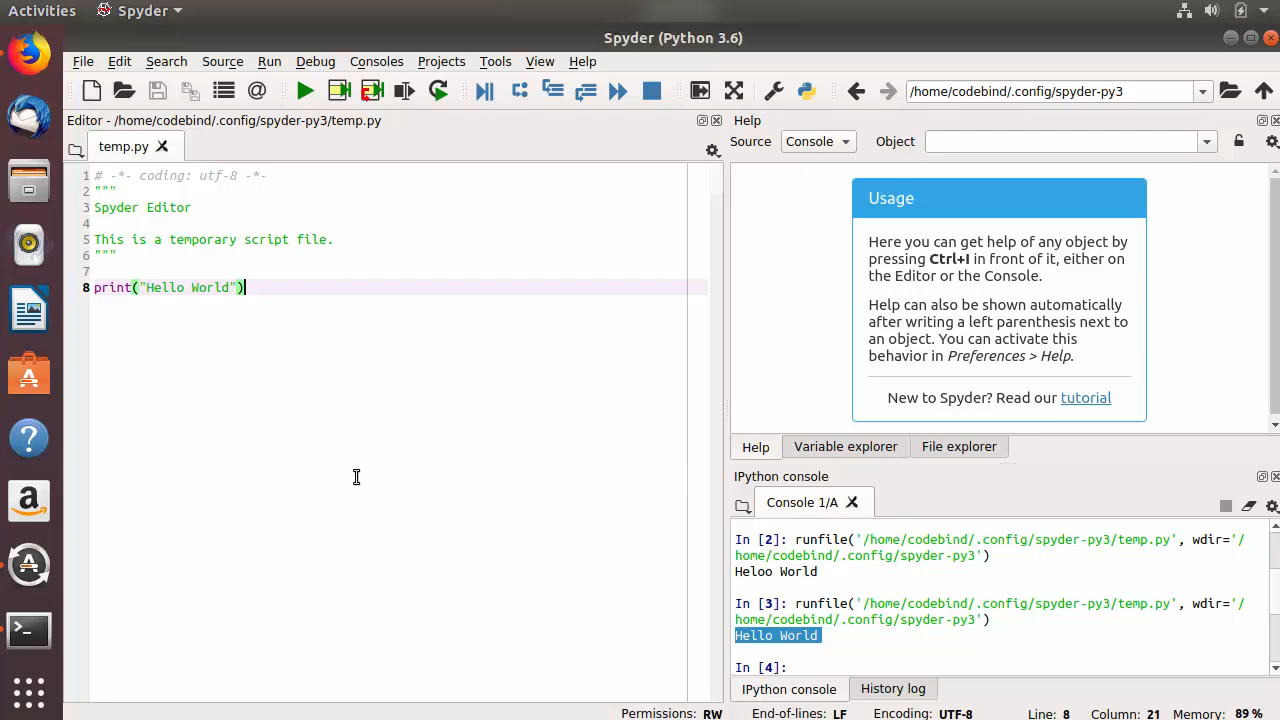 Activities Spyder
Spyder (Python 3.6)
File Edit Search Source Run Debug Consoles Projects Tools View Help
/home/codebind/.config/spyder-py3
Editor - /home/codebind/.config/spyder-py3/temp.py
temp.py
1 # -*- coding: utf-8 -*-
2 """
3 Spyder Editor
4
5 This is a temporary script file.
6 """
7
8 print("Hello World")
Help
Source Console Object
Usage
Here you can get help of any object by
pressing Ctrl+I in front of it, either on
the Editor or the Console.
Help can also be shown automatically
after writing a left parenthesis next to
an object. You can activate this
behavior in Preferences > Help.
New to Spyder? Read our tutorial
Help Variable explorer File explorer
IPython console
Console 1/A
In [2]: runfile('/home/codebind/.config/spyder-py3/temp.py', wdir='/
home/codebind/.config/spyder-py3')
Heloo World
In [3]: runfile('/home/codebind/.config/spyder-py3/temp.py', wdir='/
home/codebind/.config/spyder-py3')
Hello World
In [4]:
IPython console History log
Permissions: RW End-of-lines: LF Encoding: UTF-8 Line: 8 Column: 21 Memory: 89 %